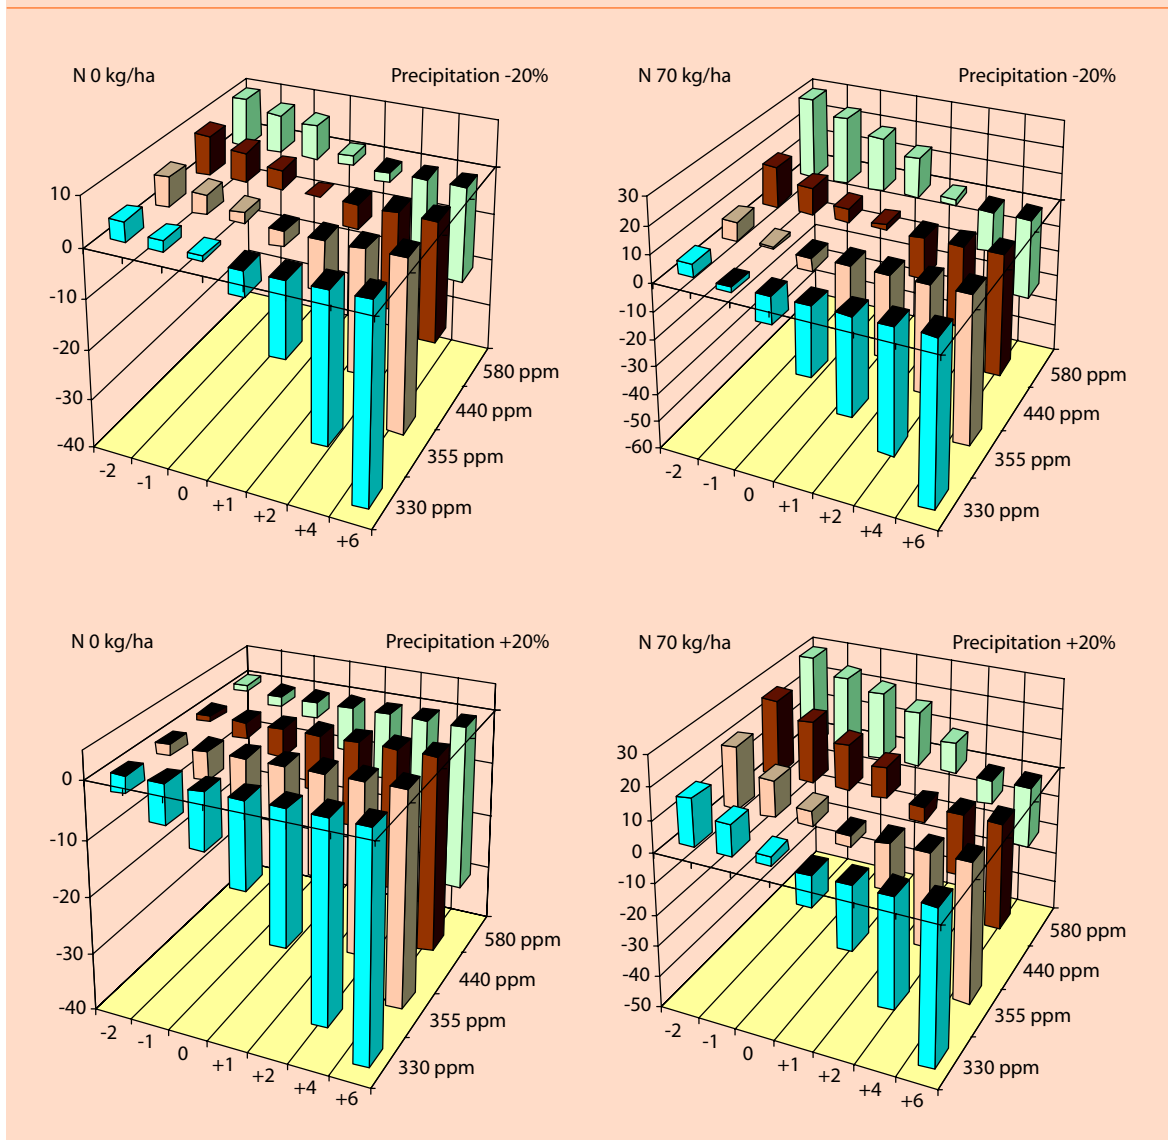 N 0 kg/ha
Precipitation -20%
10
0
-10
-20
-30
-40
-2
-1
0
+1
+2
+4
+6
330 ppm
355 ppm
440 ppm
580 ppm
N 70 kg/ha
Precipitation -20%
30
20
10
0
-10
-20
-30
-40
-50
-60
-2
-1
0
+1
+2
+4
+6
330 ppm
355 ppm
440 ppm
580 ppm
N 0 kg/ha
Precipitation +20%
0
-10
-20
-30
-40
-2
-1
0
+1
+2
+4
+6
330 ppm
355 ppm
440 ppm
580 ppm
N 70 kg/ha
Precipitation +20%
30
20
10
0
-10
-20
-30
-40
-50
-2
-1
0
+1
+2
+4
+6
330 ppm
355 ppm
440 ppm
580 ppm